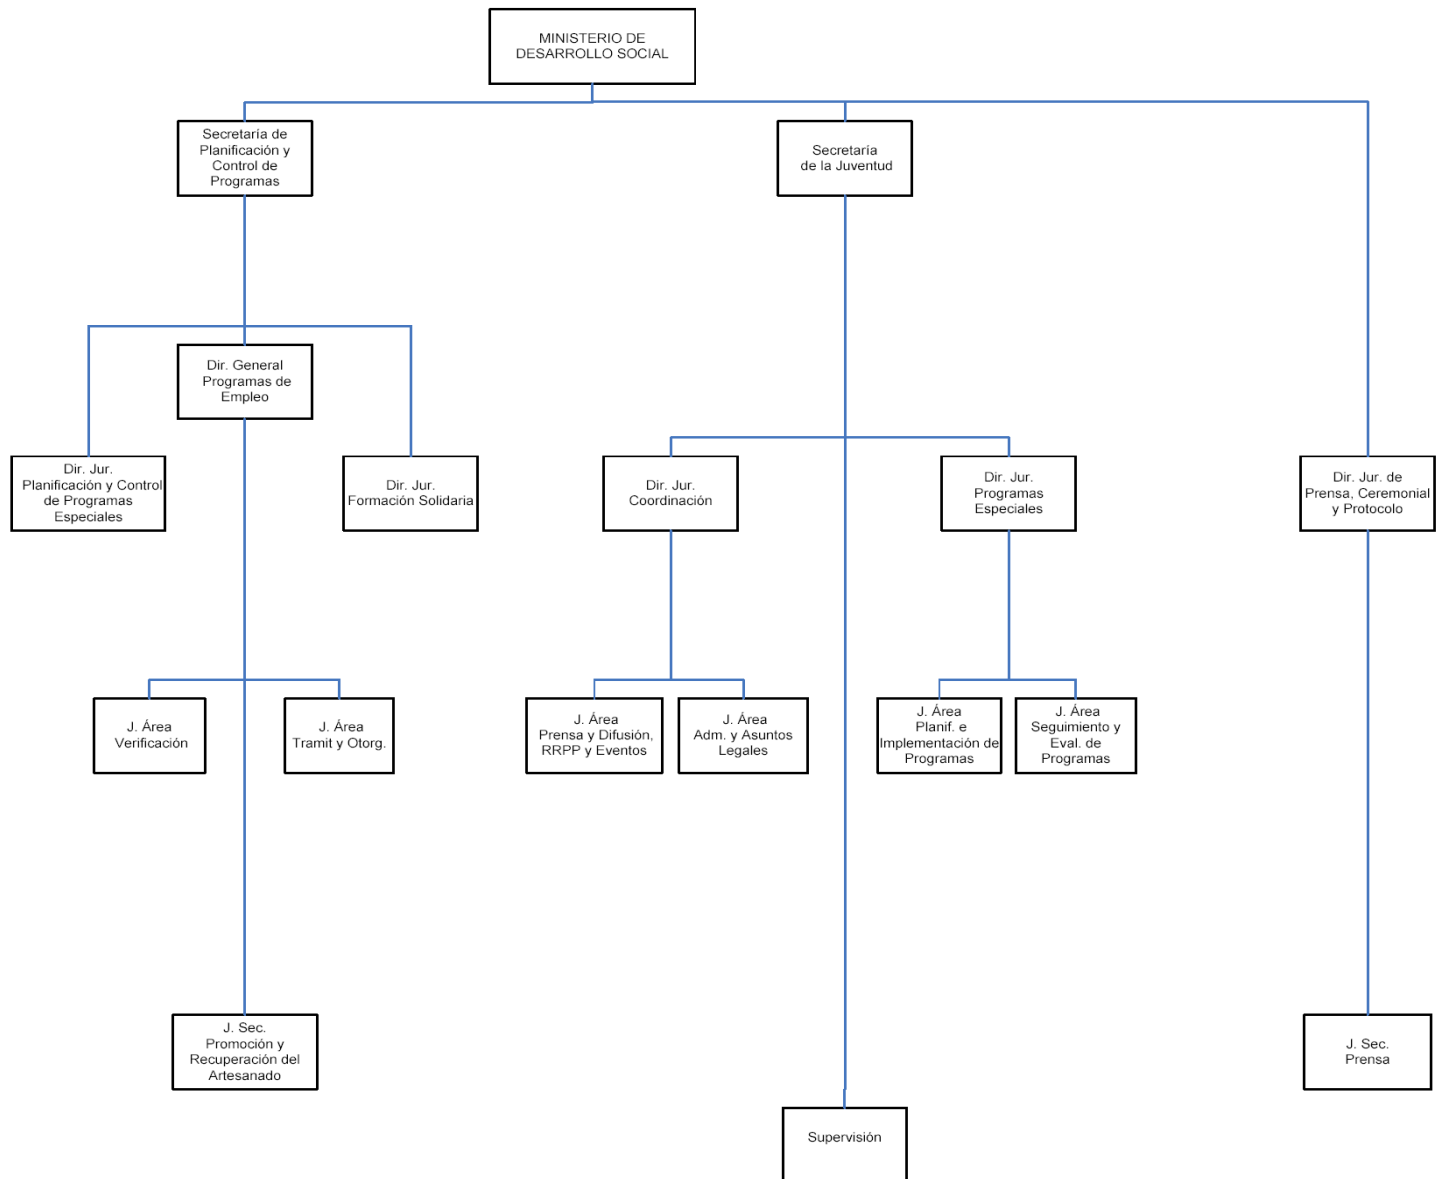 MINISTERIO DE
DESARROLLO SOCIAL
Secretaría de
Planificación y
Control de
Programas
Secretaría
de la Juventud
Dir. General
Programas de
Empleo
Dir. Jur.
Planificación y Control
de Programas
Especiales
Dir. Jur.
Formación Solidaria
Dir. Jur.
Coordinación
Dir. Jur.
Programas
Especiales
Dir. Jur. de
Prensa, Ceremonial
y Protocolo
J. Área
Verificación
J. Área
Tramit y Otorg.
J. Área
Prensa y Difusión,
RRPP y Eventos
J. Área
Adm. y Asuntos
Legales
J. Área
Planif. e
Implementación de
Programas
J. Área
Seguimiento y
Eval. de
Programas
J. Sec.
Promoción y
Recuperación del
Artesanado
J. Sec.
Prensa
Supervisión